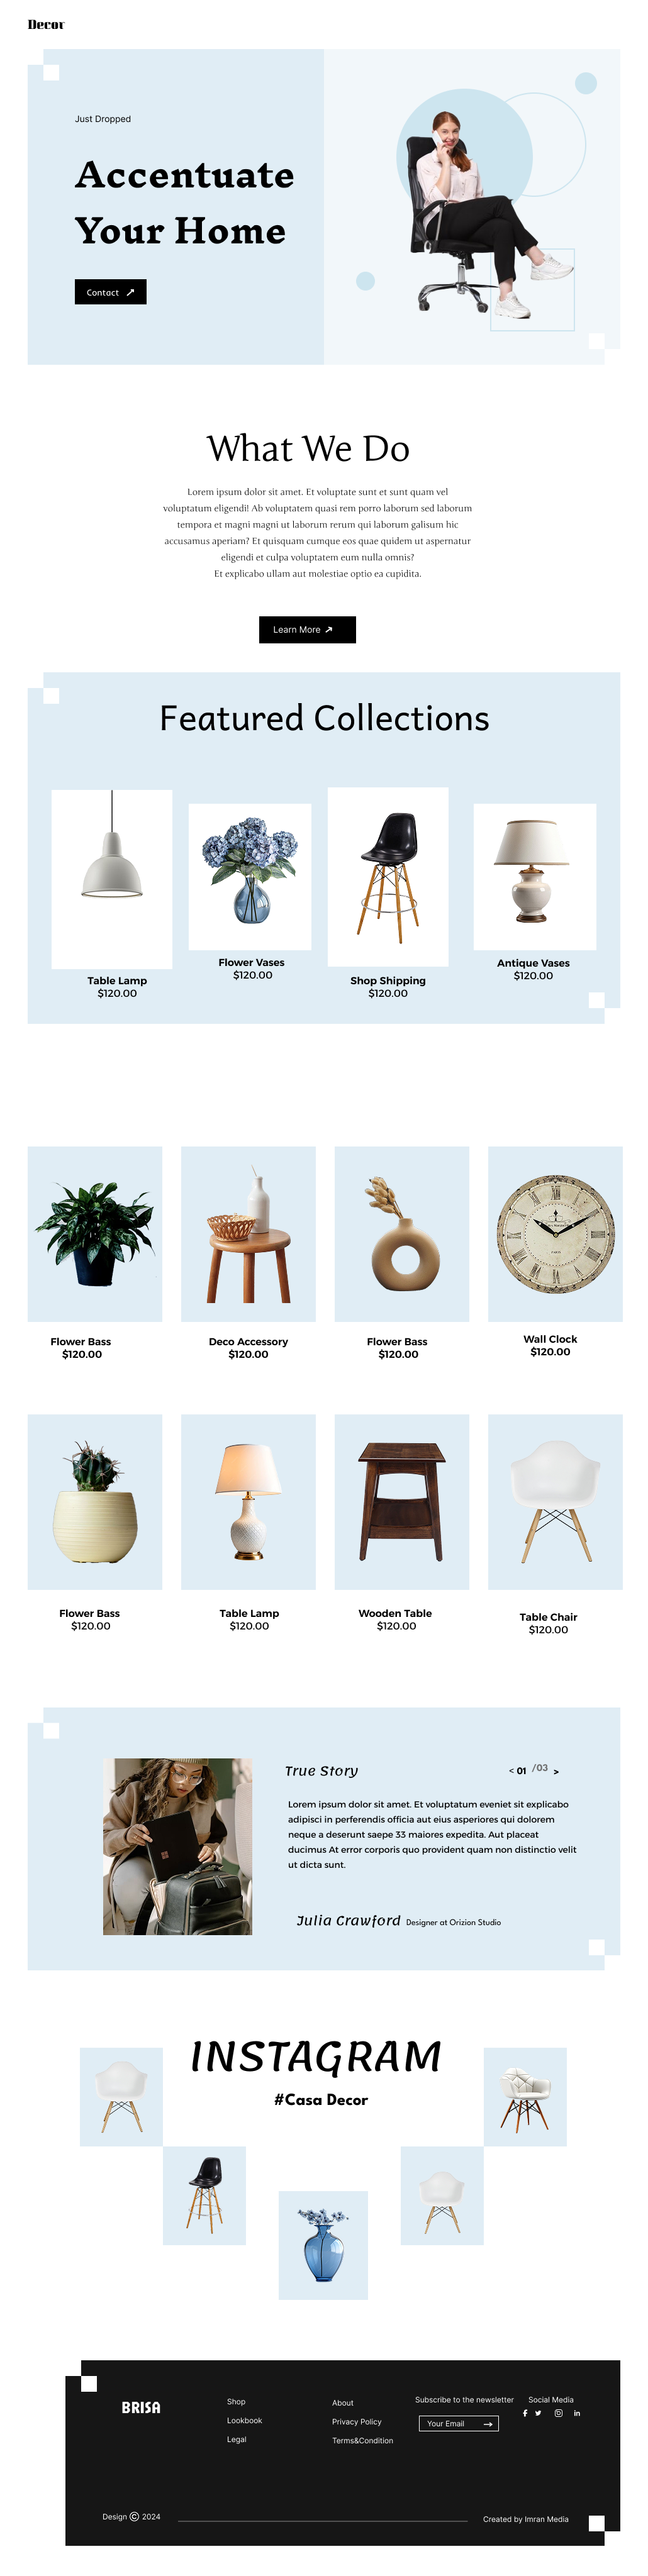 Decor
Just Dropped
Accentuate
Your Home
Contact
What We Do
Lorem ipsum dolor sit amet. Et voluptate sunt et sunt quam vel
voluptatum eligendi! Ab voluptatem quasi rem porro laborum sed laborum
tempora et magni magni ut laborum rerum qui laborum galisum hic
accusamus aperiam? Et quisquam cumque eos quae quidem ut aspernatur
eligendi et culpa voluptatem eum nulla omnis?
Et explicabo ullam aut molestiae optio ea cupidita.
Learn More
Featured Collections
Table Lamp
$120.00
Flower Vases
$120.00
Shop Shipping
$120.00
Antique Vases
$120.00
Flower Bass
$120.00
Deco Accessory
$120.00
Flower Bass
$120.00
Wall Clock
$120.00
Flower Bass
$120.00
Table Lamp
$120.00
Wooden Table
$120.00
Table Chair
$120.00
True Story
< 01 /03 >
Lorem ipsum dolor sit amet. Et voluptatum eveniet sit explicabo
adipisci in perferendis officia aut eius asperiores qui dolorem
neque a deserunt saepe 33 maiores expedita. Aut placeat
ducimus At error corporis quo provident quam non distinctio velit
ut dicta sunt.
Julia Crawford Designer at Orizion Studio
INSTAGRAM
#Casa Decor
BRISA
Shop
Lookbook
Legal
About
Privacy Policy
Terms&Condition
Subscribe to the newsletter
Your Email
Social Media
Design © 2024
Created by Imran Media